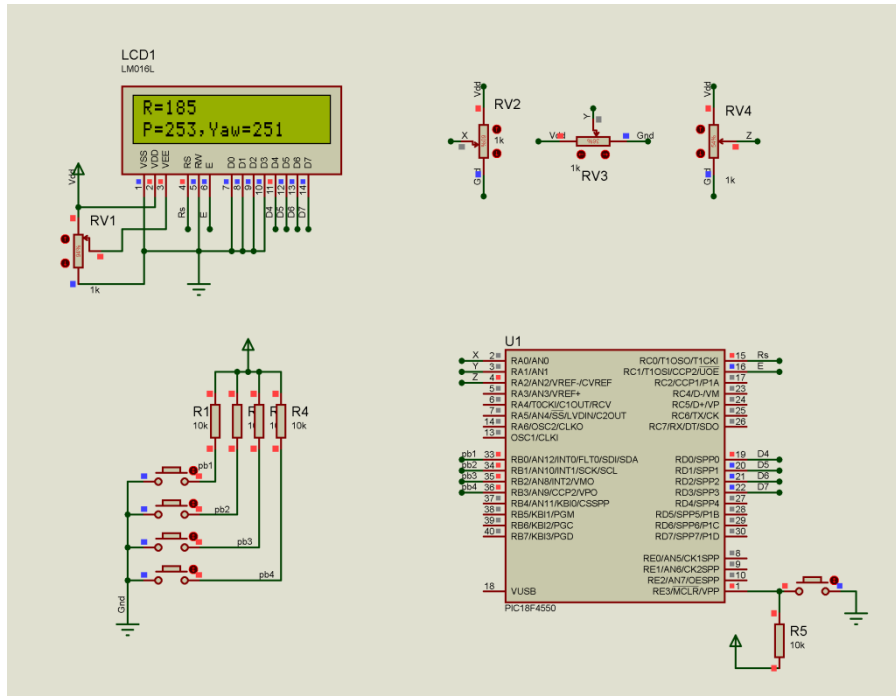 LCD1
LM016L
R=185
P=253,Yaw=251
VSS
VDD
VEE
RS
RW
E
D0
D1
D2
D3
D4
D5
D6
D7
1
2
3
4
5
6
7
8
9
10
11
12
13
14
Rs
E
D4
D5
D6
D7
Vdd
RV1
1k
Vdd
RV2
X
1k
Gnd
Y
Vdd
Gnd
1k
RV3
Vdd
RV4
Z
Gnd
1k
R1
10k
R4
10k
pb1
pb2
pb3
pb4
Gnd
U1
X 2 RA0/AN0
Y 3 RA1/AN1
Z 4 RA2/AN2/VREF-/CVREF
5 RA3/AN3/VREF+
6 RA4/T0CKI/C1OUT/RCV
7 RA5/AN4/SS/LVDIN/C2OUT
14 RA6/OSC2/CLKO
13 OSC1/CLKI
pb1 33 RB0/AN12/INT0/FLT0/SDI/SDA
pb2 34 RB1/AN10/INT1/SCK/SCL
pb3 35 RB2/AN8/INT2/VMO
pb4 36 RB3/AN9/CCP2/VPO
37 RB4/AN11/KBI0/CSSPP
38 RB5/KBI1/PGM
39 RB6/KBI2/PGC
40 RB7/KBI3/PGD
18 VUSB
RC0/T1OSO/T1CKI 15 Rs
RC1/T1OSI/CCP2/UOE 16 E
RC2/CCP1/P1A 17
RC4/D-/VM 23
RC5/D+/VP 24
RC6/TX/CK 25
RC7/RX/DT/SDO 26
RD0/SPP0 19 D4
RD1/SPP1 20 D5
RD2/SPP2 21 D6
RD3/SPP3 22 D7
RD4/SPP4 27
RD5/SPP5/P1B 28
RD6/SPP6/P1C 29
RD7/SPP7/P1D 30
RE0/AN5/CK1SPP 8
RE1/AN6/CK2SPP 9
RE2/AN7/OESPP 10
RE3/MCLR/VPP 1
PIC18F4550
R5
10k